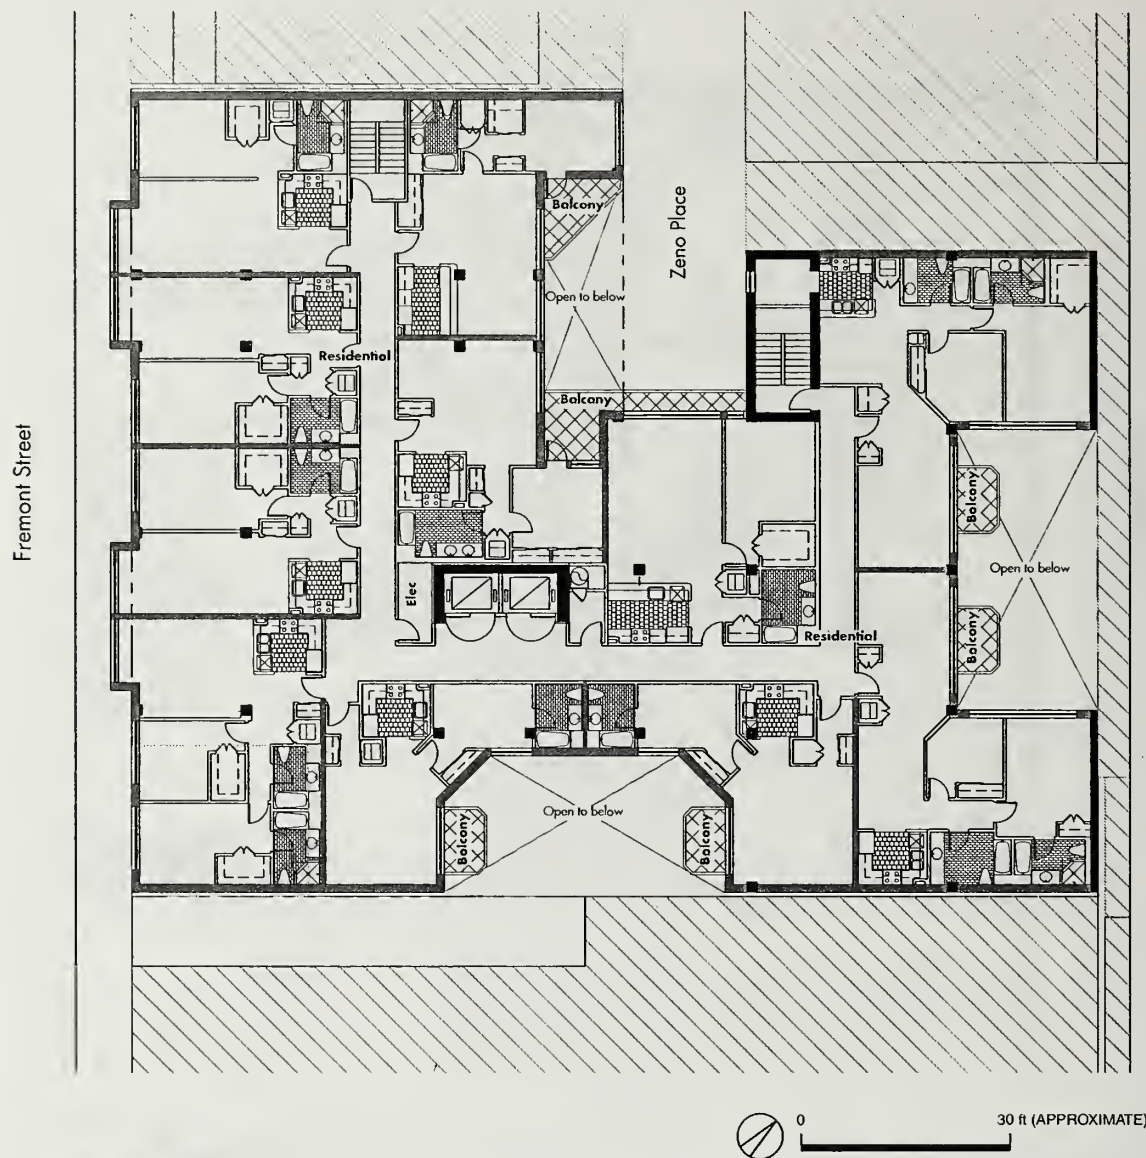 Balcony
Zeno Place
Open to below
Residential
Balcony
Fremont Street
Balcony
Open to below
Elec
Balcony
Residential
Open to below
Balcony
Balcony
0
30 ft (APPROXIMATE)